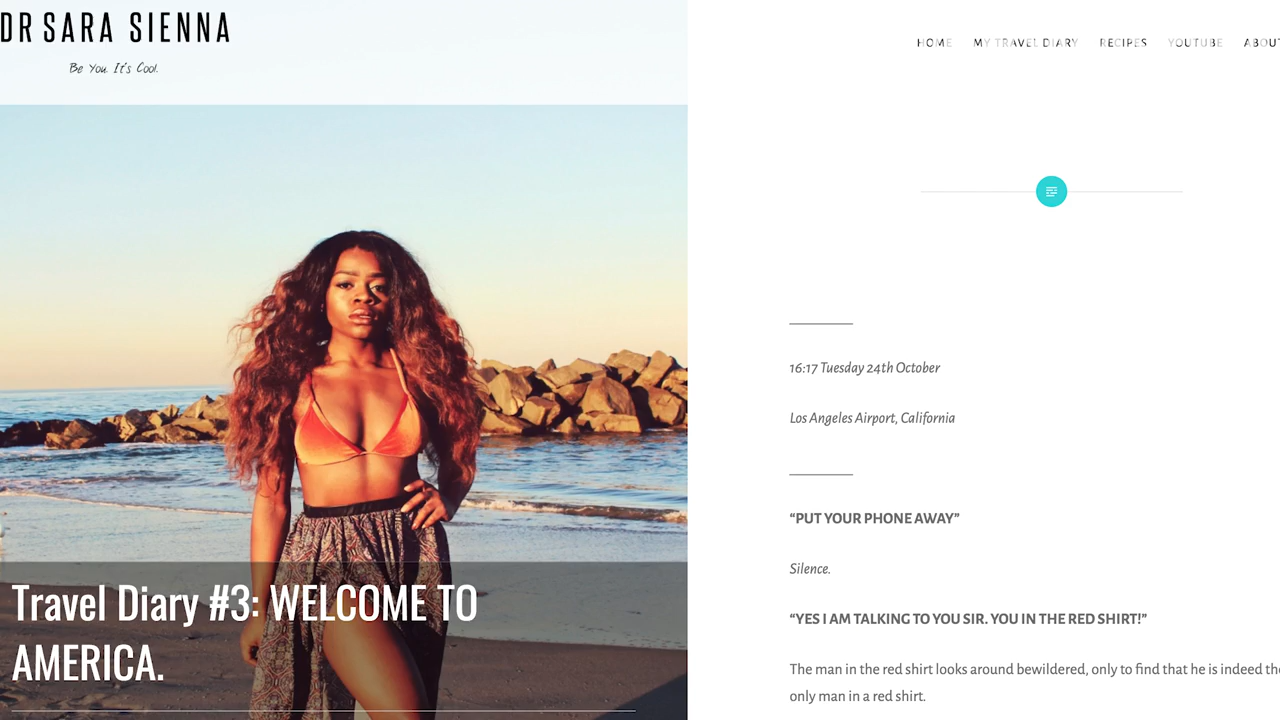 DR SARA SIENNA
Be You. It's Cool.
HOME MY TRAVEL DIARY RECIPES YOUTUBE ABOUT
Travel Diary #3: WELCOME TO
AMERICA.
16:17 Tuesday 24th October
Los Angeles Airport, California
“PUT YOUR PHONE AWAY”
Silence.
“YES I AM TALKING TO YOU SIR. YOU IN THE RED SHIRT!”
The man in the red shirt looks around bewildered, only to find that he is indeed the
only man in a red shirt.